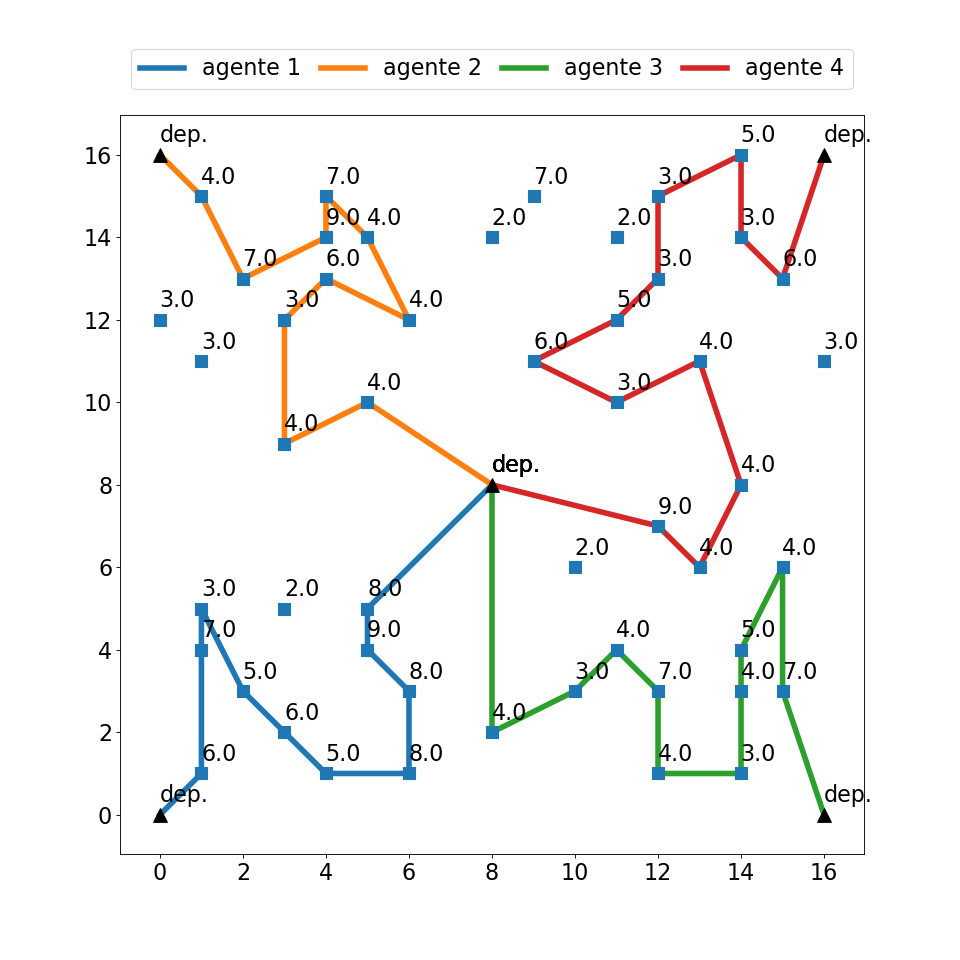 agente 1 agente 2 agente 3 agente 4
dep. 5.0 dep.
16
4.0 7.0 7.0 3.0
9.0 4.0 2.0 2.0 3.0
14
7.0 6.0 3.0 6.0
3.0 3.0 4.0 5.0
12
3.0 6.0 4.0 3.0
4.0 3.0
10
4.0
dep. 4.0
8
9.0
2.0 4.0 4.0
6
3.0 2.0 8.0
7.0 9.0 4.0 5.0
4
5.0 8.0 3.0 7.0 4.0 7.0
6.0 4.0
2
6.0 5.0 8.0 4.0 3.0
dep. dep.
0
0 2 4 6 8 10 12 14 16